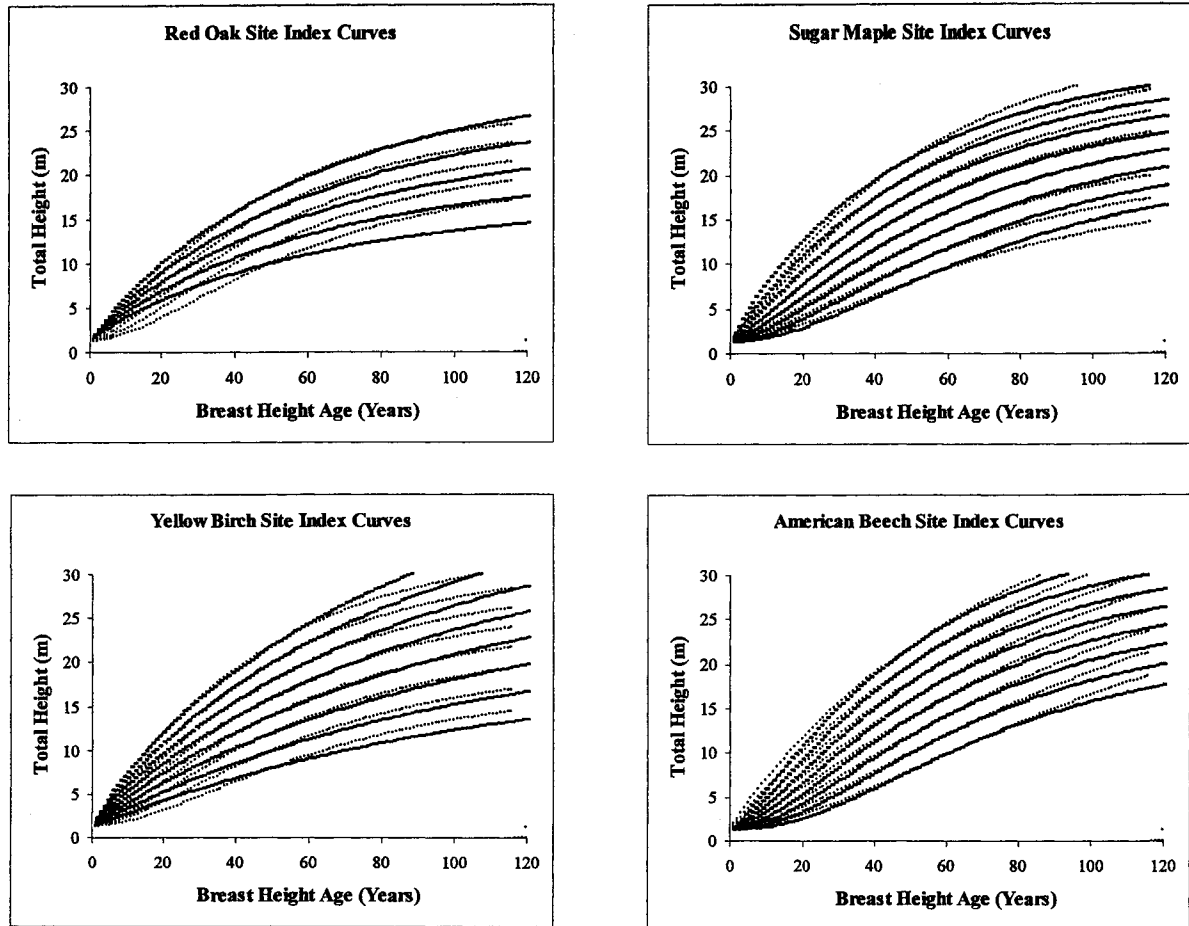 Red Oak Site Index Curves
30
25
20
15
10
5
0
Total Height (m)
0 20 40 60 80 100 120
Breast Height Age (Years)
Sugar Maple Site Index Curves
30
25
20
15
10
5
0
Total Height (m)
0 20 40 60 80 100 120
Breast Height Age (Years)
Yellow Birch Site Index Curves
30
25
20
15
10
5
0
Total Height (m)
0 20 40 60 80 100 120
Breast Height Age (Years)
American Beech Site Index Curves
30
25
20
15
10
5
0
Total Height (m)
0 20 40 60 80 100 120
Breast Height Age (Years)